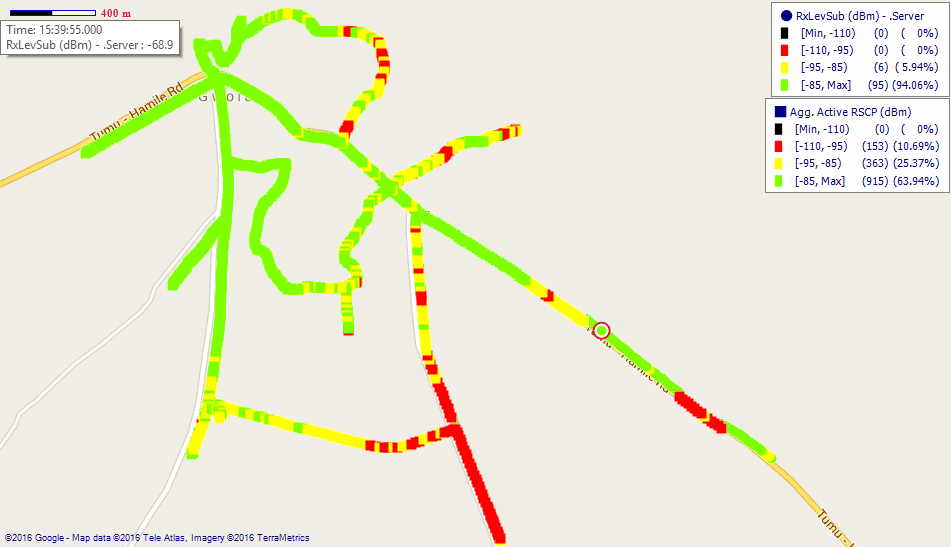 400 m
Time: 15:39:55.000
RxLevSub (dBm) - .Server : -68.9
RxLevSub (dBm) - .Server
[Min, -110) (0) ( 0%)
[-110, -95) (0) ( 0%)
[-95, -85) (6) ( 5.94%)
[-85, Max] (95) (94.06%)
Agg. Active RSCP (dBm)
[Min, -110) (0) ( 0%)
[-110, -95) (153) (10.69%)
[-95, -85) (363) (25.37%)
[-85, Max] (915) (63.94%)
Tumu - Hamile Rd
Tumu -
©2016 Google - Map data ©2016 Tele Atlas, Imagery ©2016 TerraMetrics